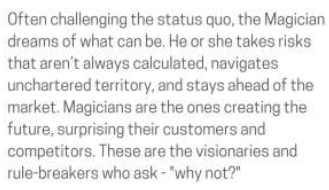 Often challenging the status quo, the Magician
dreams of what can be. He or she takes risks
that aren't always calculated, navigates
unchartered territory, and stays ahead of the
market. Magicians are the ones creating the
future, surprising their customers and
competitors. These are the visionaries and
rule-breakers who ask - "why not?"